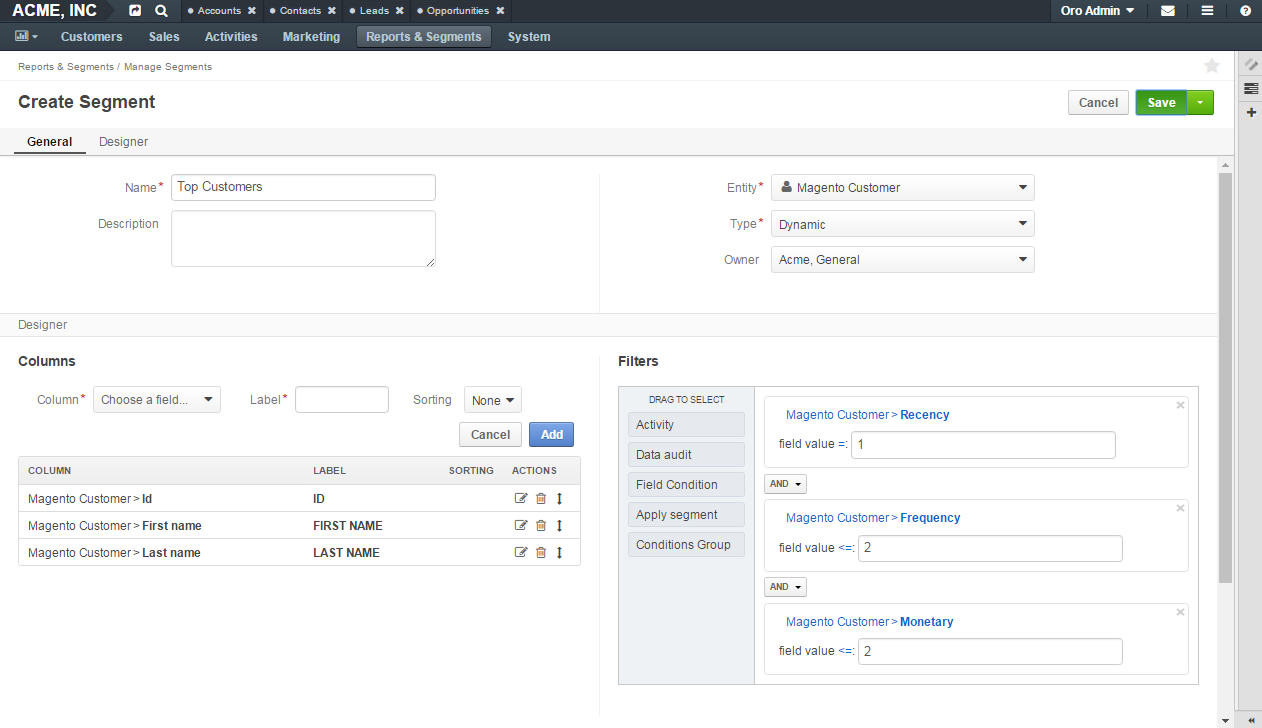 ACME, INC
Accounts ✖ Contacts ✖ Leads ✖ Opportunities ✖ Oro Admin
Customers Sales Activities Marketing Reports & Segments System
Reports & Segments / Manage Segments
Create Segment
Cancel Save
General Designer
Name* Top Customers
Description
Entity* Magento Customer
Type* Dynamic
Owner Acme, General
Designer
Columns
Column* Choose a field... Label* Sorting None
Cancel Add
COLUMN LABEL SORTING ACTIONS
Magento Customer > Id ID
Magento Customer > First name FIRST NAME
Magento Customer > Last name LAST NAME
Filters
DRAG TO SELECT
Activity
Data audit
Field Condition
Apply segment
Conditions Group
Magento Customer > Recency
field value =: 1
AND
Magento Customer > Frequency
field value <=: 2
AND
Magento Customer > Monetary
field value <=: 2